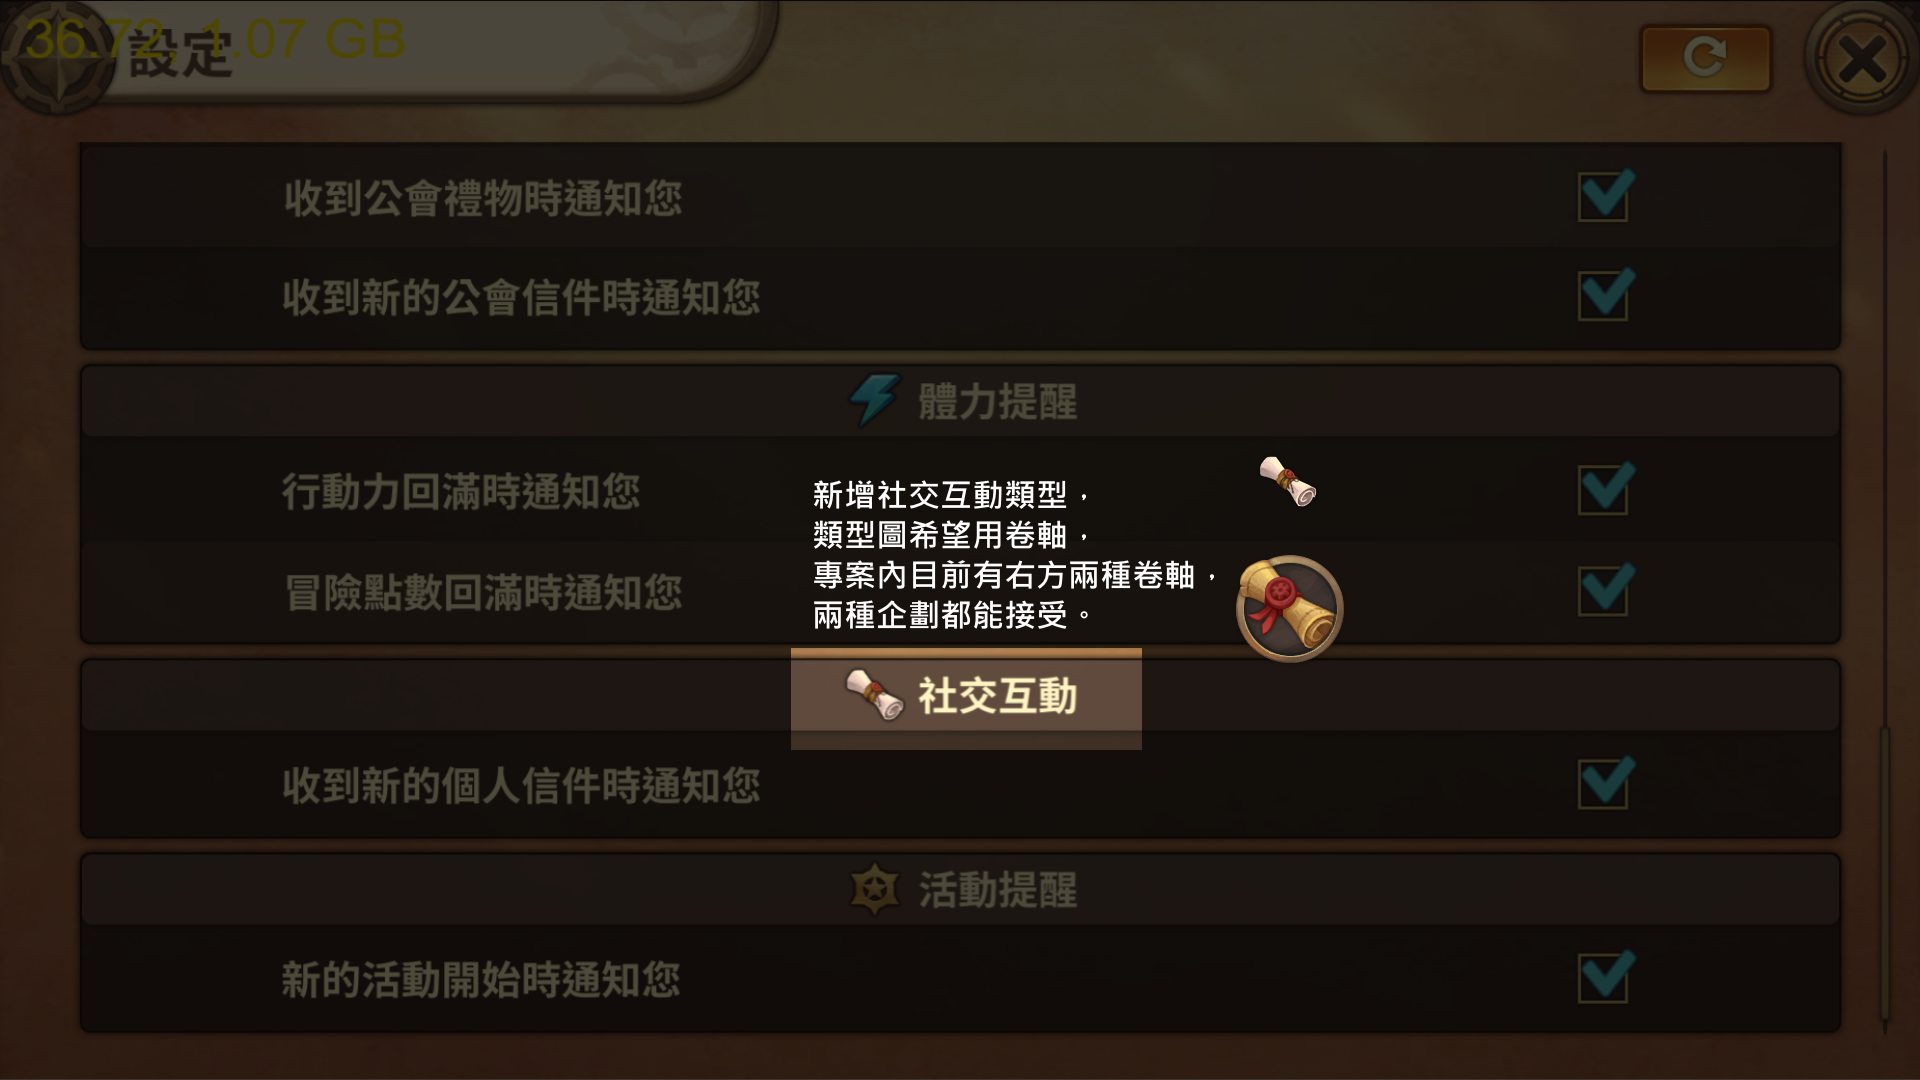 36.72, 1.07 GB
設定
收到公會禮物時通知您
收到新的公會信件時通知您
體力提醒
行動力回滿時通知您
冒險點數回滿時通知您
新增社交互動類型，
類型圖希望用卷軸，
專案內目前有右方兩種卷軸，
兩種企劃都能接受。
社交互動
收到新的個人信件時通知您
活動提醒
新的活動開始時通知您